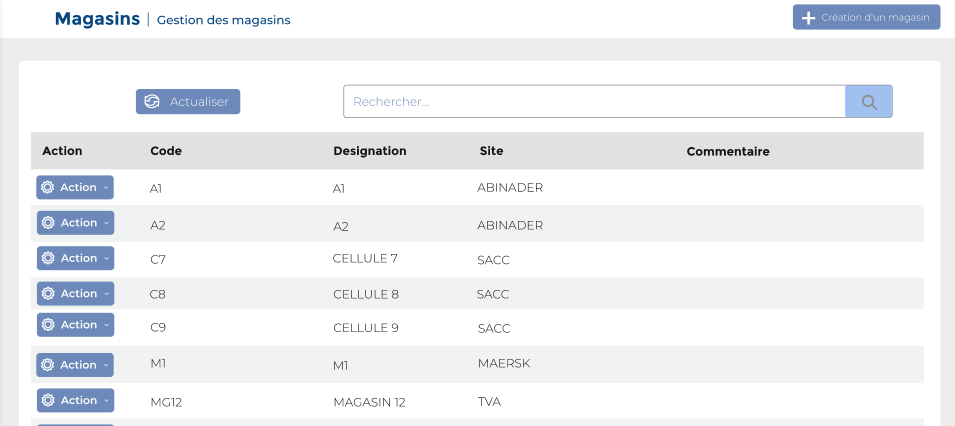 Magasins | Gestion des magasins
Création d'un magasin
Actualiser
Rechercher...
Action Code Designation Site Commentaire
Action A1 A1 ABINADER
Action A2 A2 ABINADER
Action C7 CELLULE 7 SACC
Action C8 CELLULE 8 SACC
Action C9 CELLULE 9 SACC
Action M1 M1 MAERSK
Action MG12 MAGASIN 12 TVA